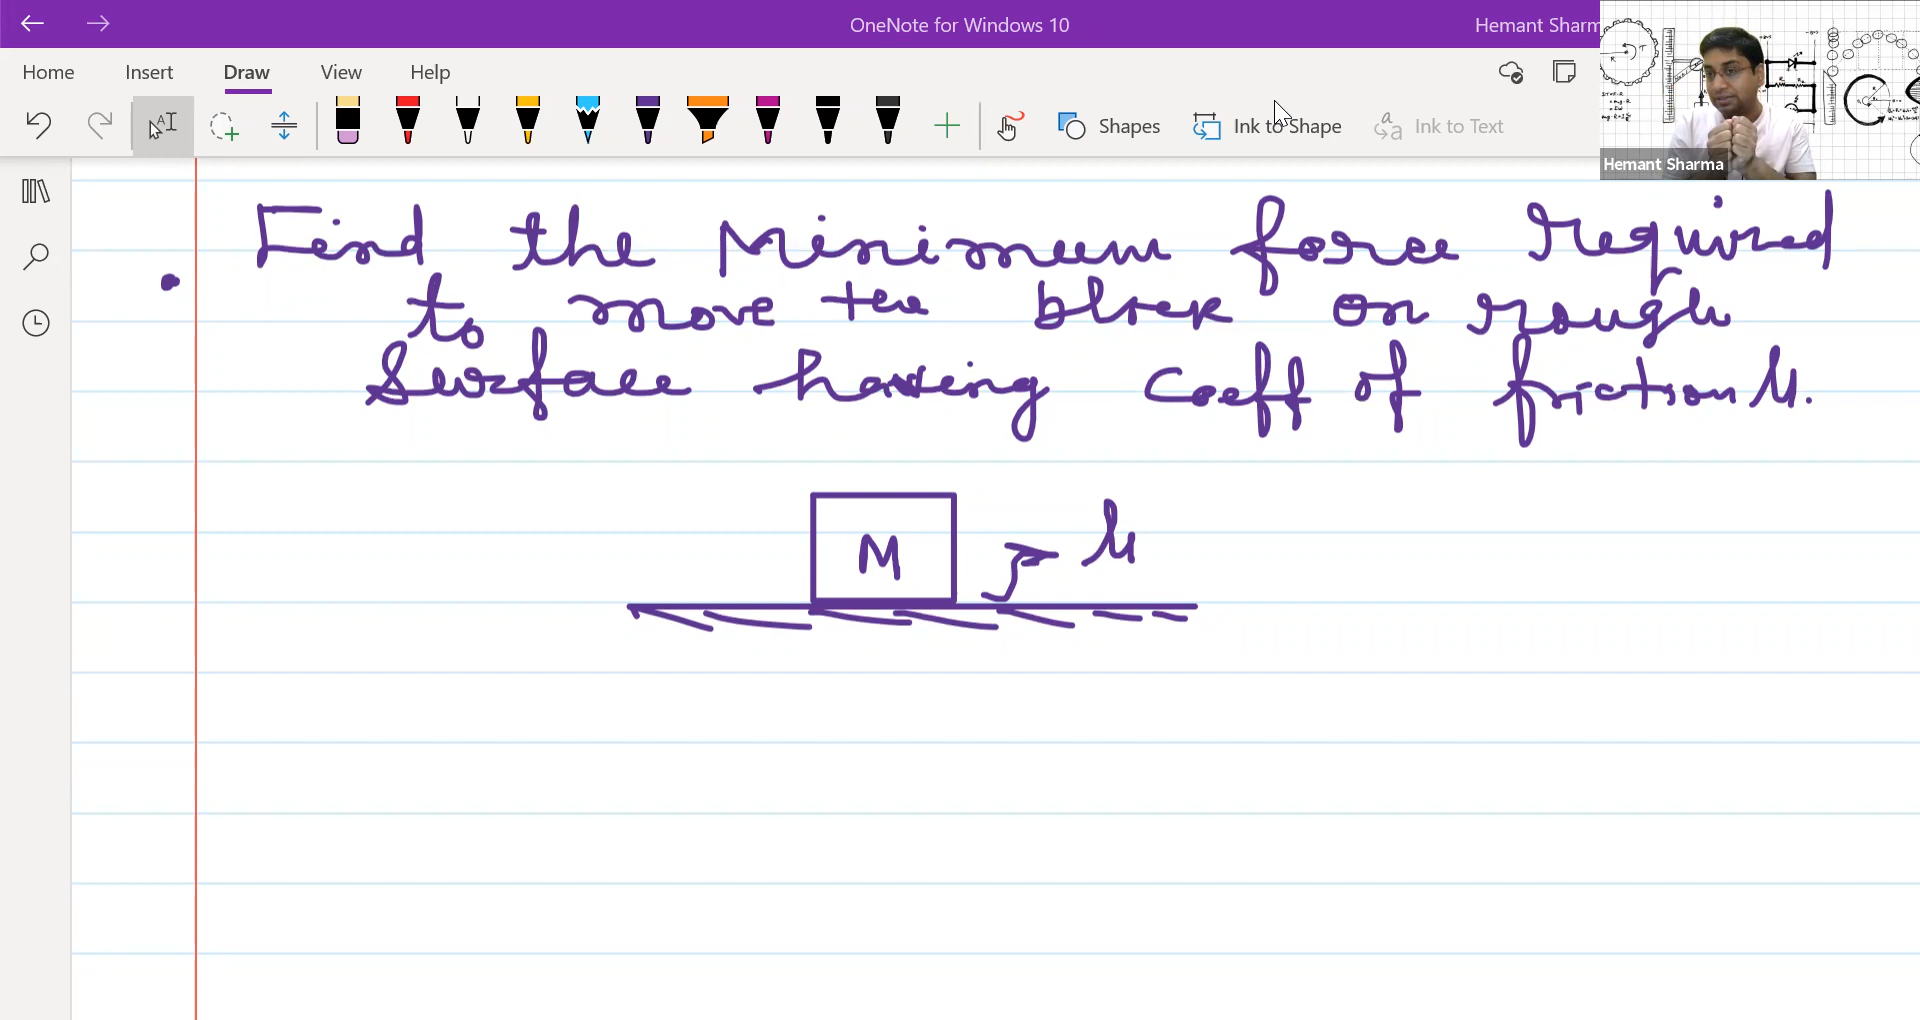 OneNote for Windows 10
Hemant Sharm
Home Insert Draw View Help
Shapes Ink to Shape Ink to Text
Hemant Sharma
Find the Minimum force required
to move the block on rough
Surface having Coeff of friction μ.
M
μ